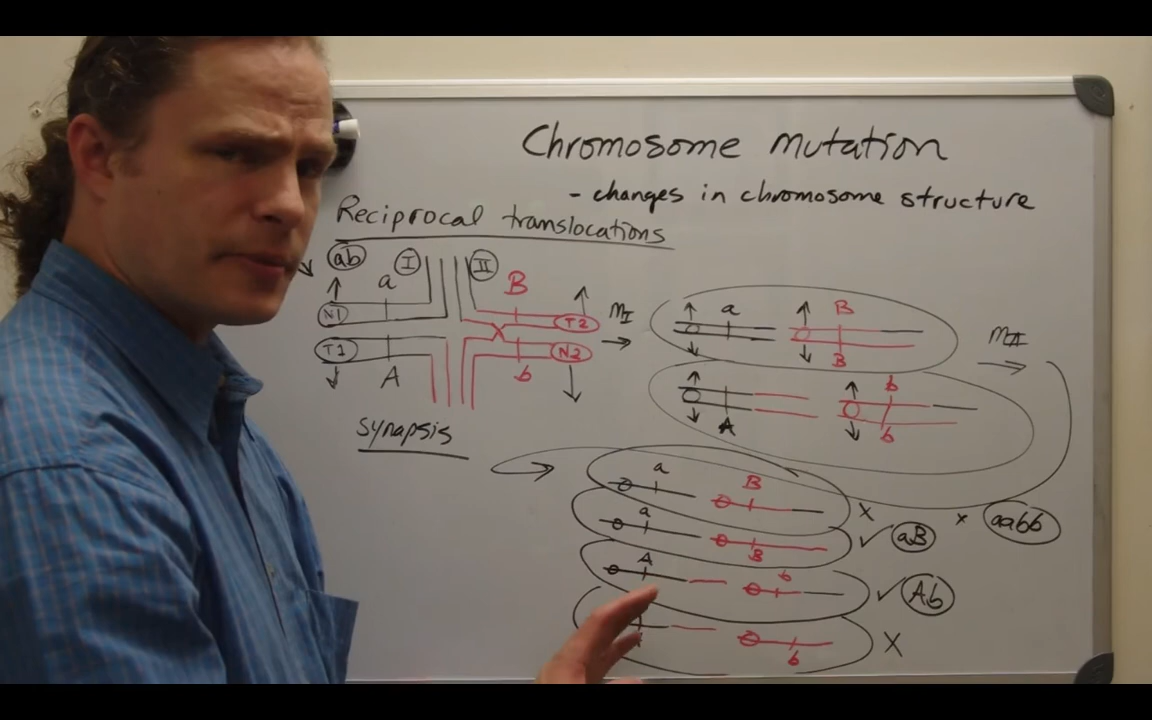 Chromosome Mutation
- changes in chromosome structure
Reciprocal translocations
ab I II
a B
N1 T2
T1 N2
A b
synapsis
MI
a B
B
MII
A b
b
a B
a B
A b
b
x
✓ aB
✓ Ab
x
x aabb